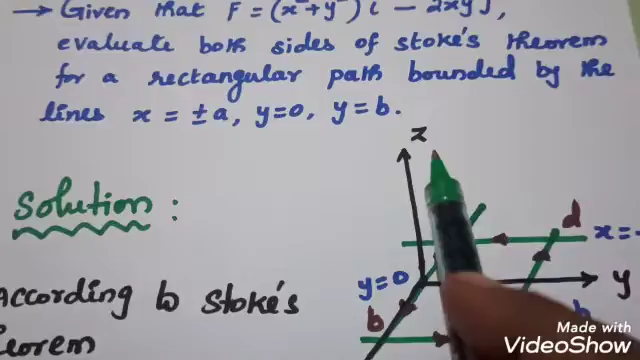 → Given that F = (x² + y²) i - 2xy j,
evaluate both sides of stoke's theorem
for a rectangular path bounded by the
lines x = ±a, y=0, y=b.
z
Solution :
d
x=-
y=0
y
b
b
According to stoke's
Made with
VideoShow